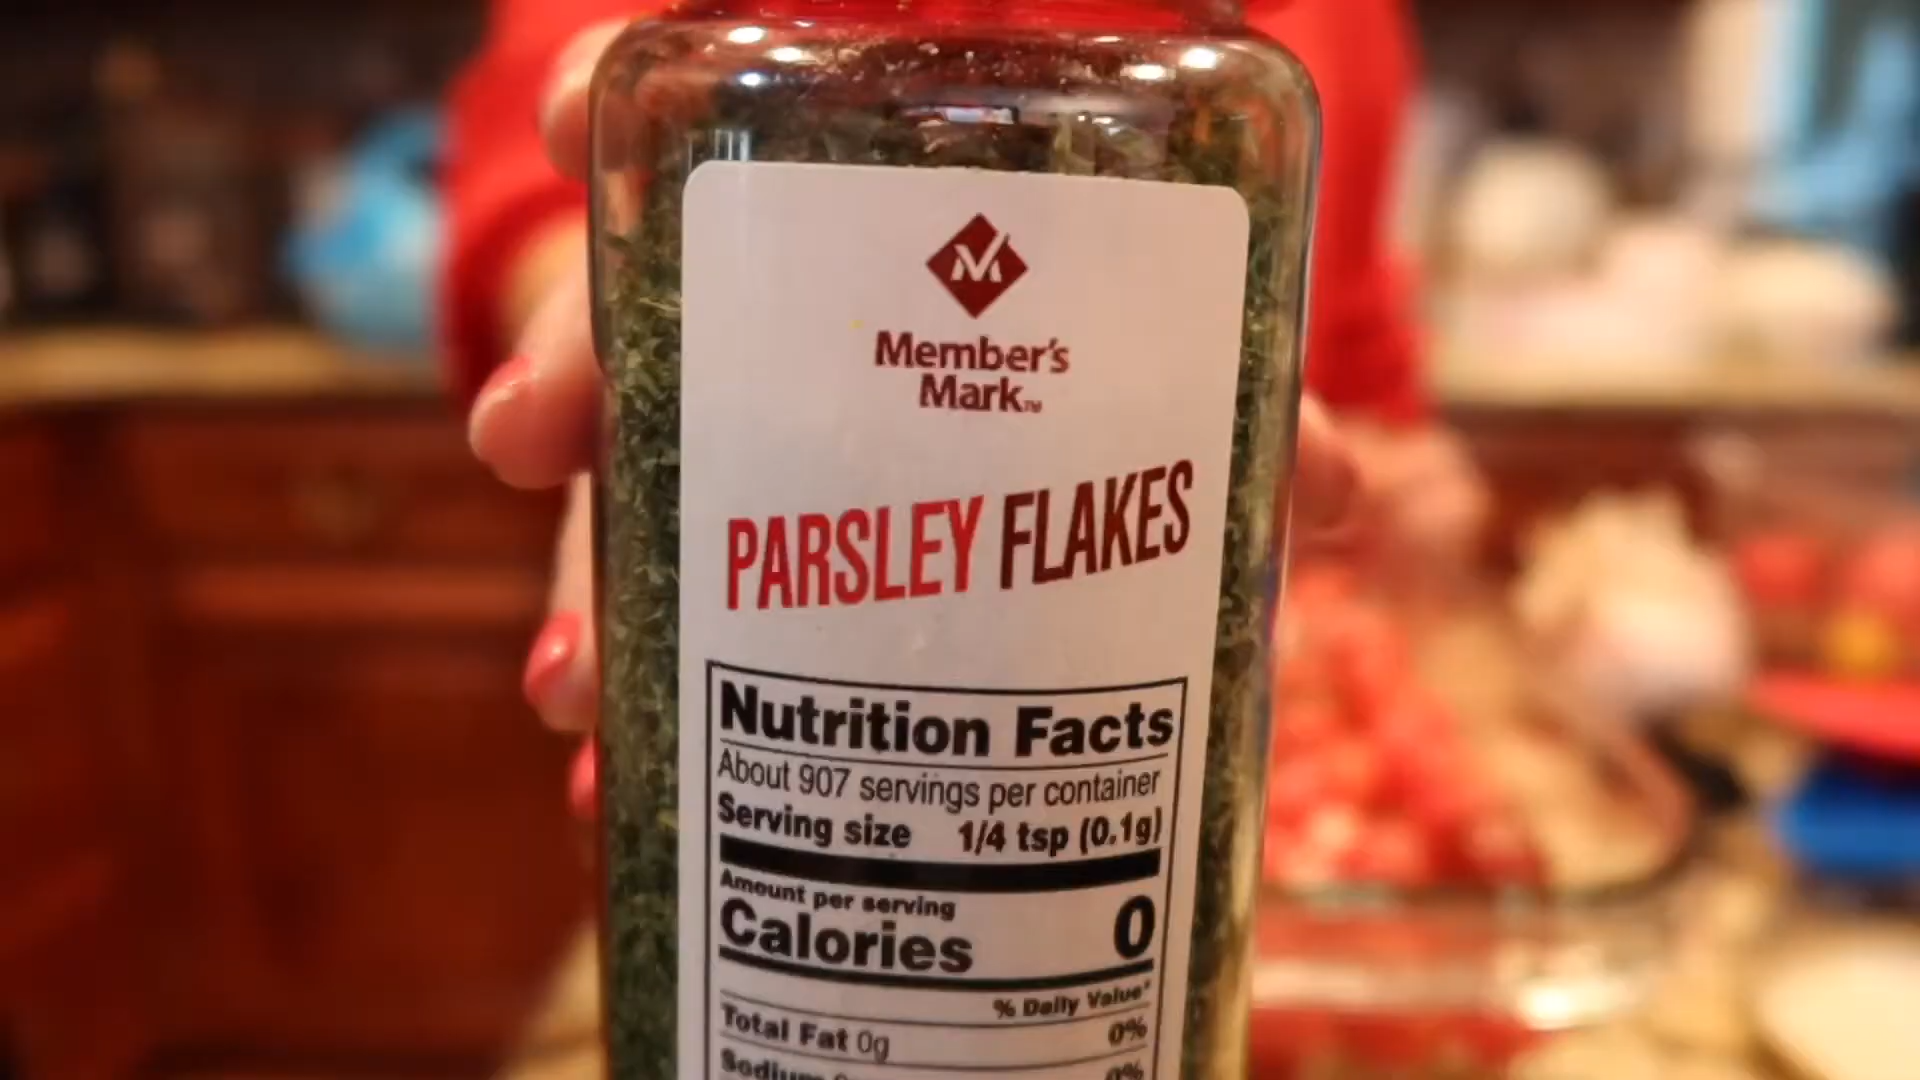 Member's
Mark™
PARSLEY FLAKES
Nutrition Facts
About 907 servings per container
Serving size 1/4 tsp (0.1g)
Amount per serving
Calories 0
% Daily Value*
Total Fat 0g 0%
0%